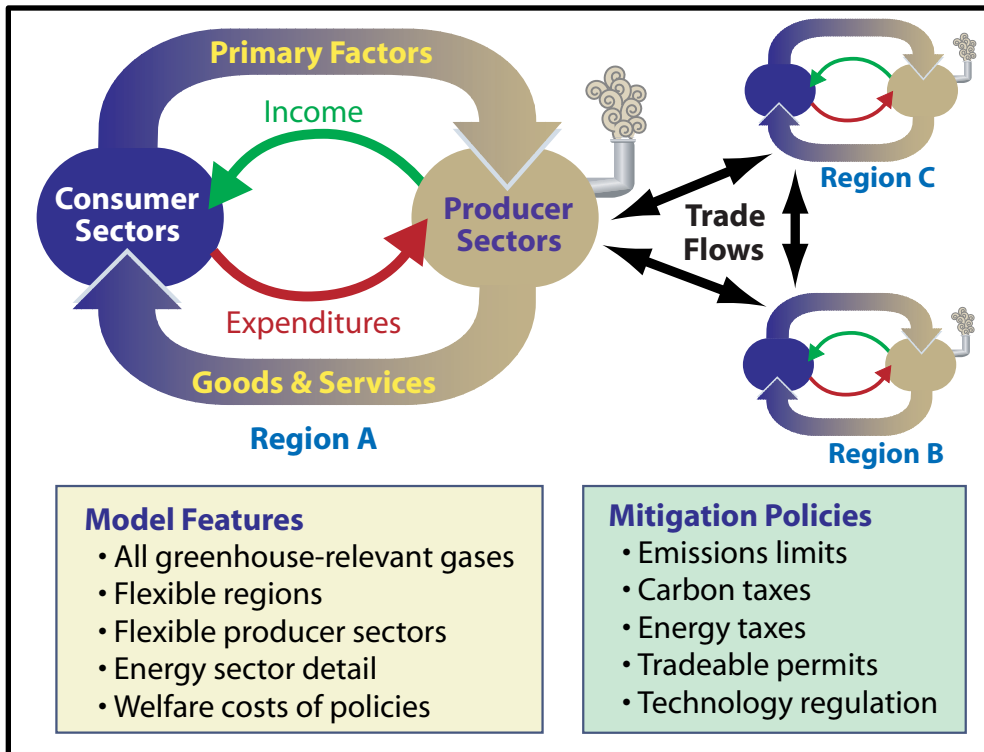 Primary Factors
Income
Consumer
Sectors
Producer
Sectors
Expenditures
Goods & Services
Region A
Region C
Trade
Flows
Region B
Model Features
• All greenhouse-relevant gases
• Flexible regions
• Flexible producer sectors
• Energy sector detail
• Welfare costs of policies
Mitigation Policies
• Emissions limits
• Carbon taxes
• Energy taxes
• Tradeable permits
• Technology regulation